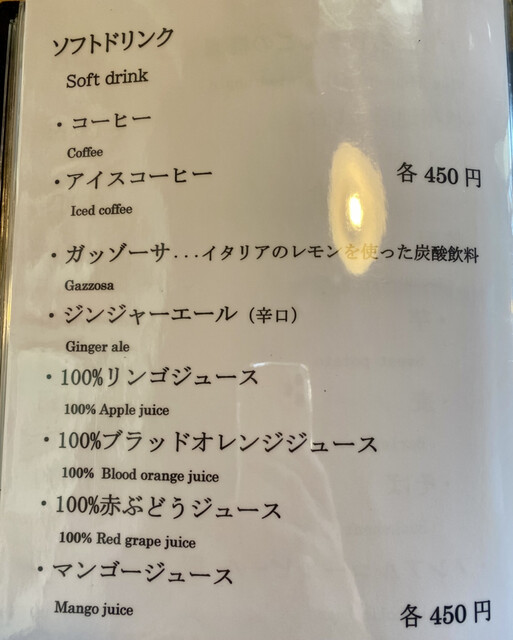 ソフトドリンク
Soft drink
・コーヒー
Coffee
・アイスコーヒー 各 450 円
Iced coffee
・ガッゾーサ...イタリアのレモンを使った炭酸飲料
Gazzosa
・ジンジャーエール（辛口）
Ginger ale
・100%リンゴジュース
100% Apple juice
・100%ブラッドオレンジジュース
100% Blood orange juice
・100%赤ぶどうジュース
100% Red grape juice
・マンゴージュース
Mango juice 各 450 円